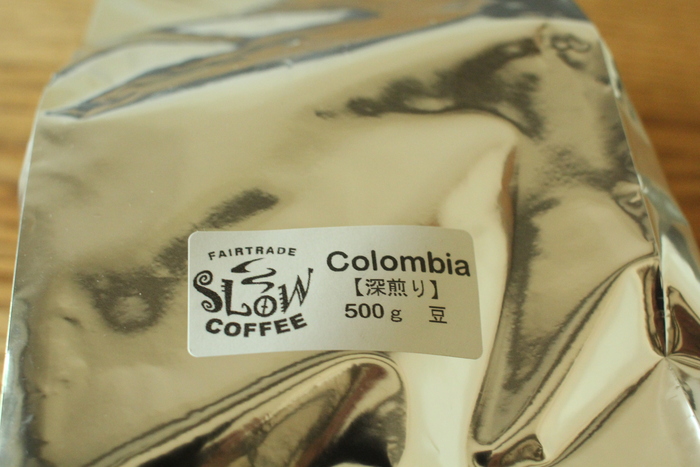 FAIRTRADE
SLOW
COFFEE
Colombia
【深煎り】
500g 豆